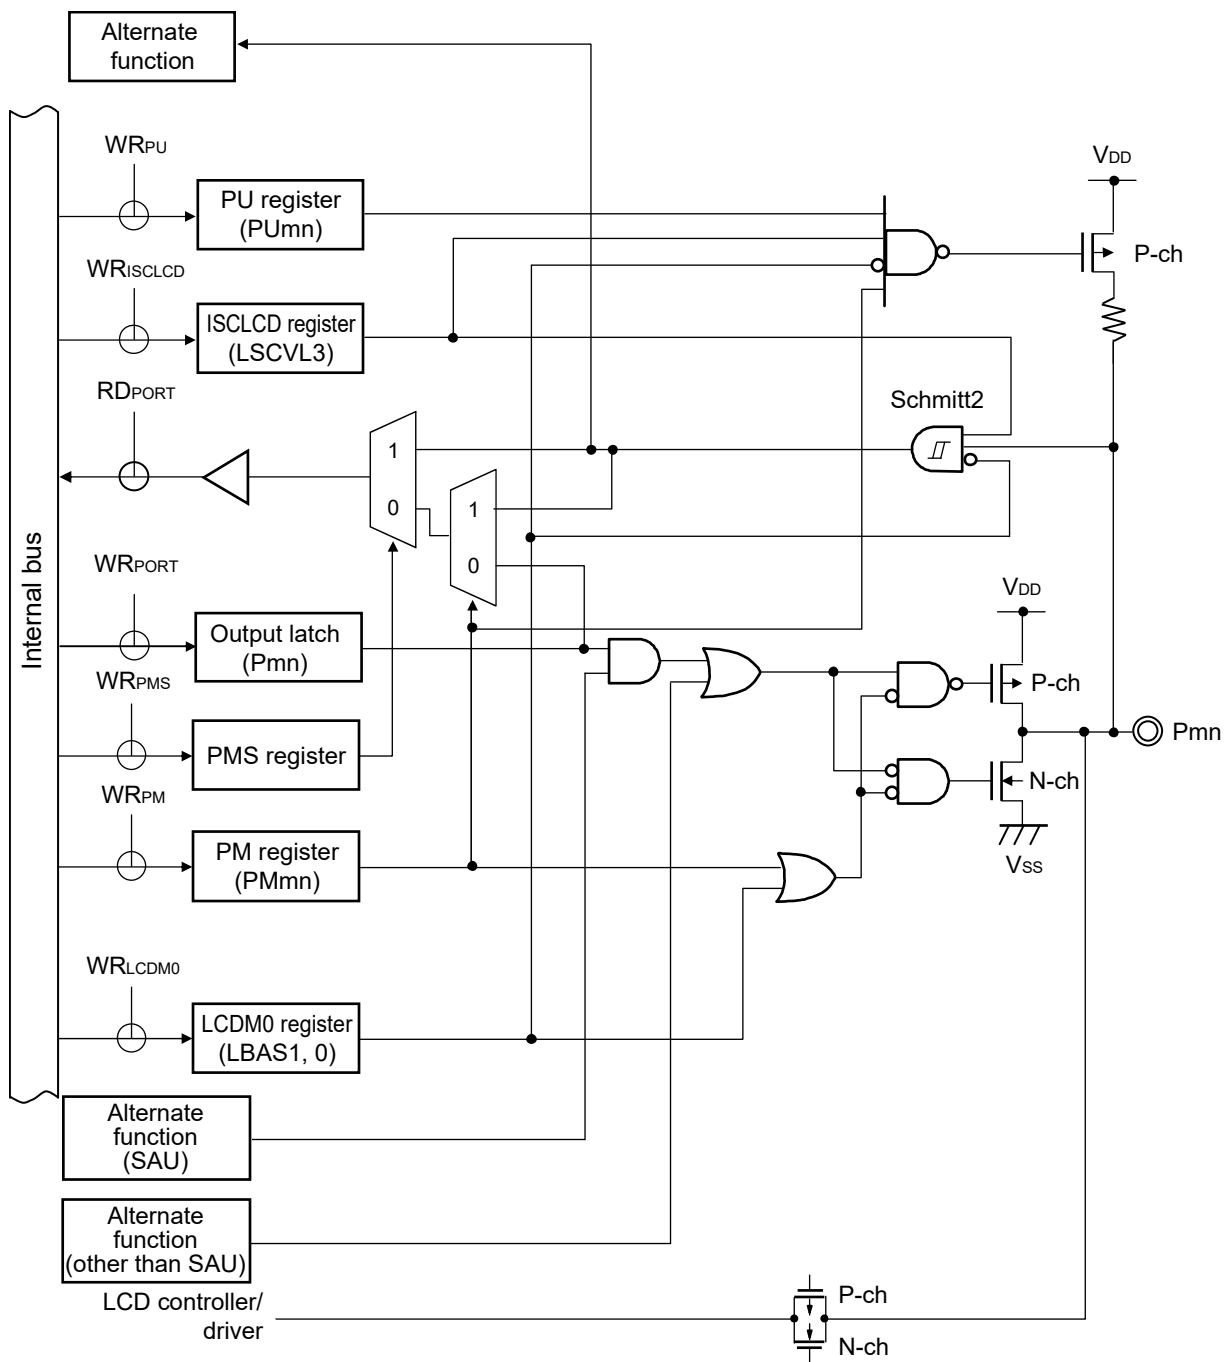 Alternate
function
WRPU
VDD
PU register
(PUmn)
P-ch
WRISCLCD
ISCLCD register
(LSCVL3)
RDPORT
Schmitt2
1
0
1
0
Internal bus
WRPORT
VDD
Output latch
(Pmn)
WRPMS
P-ch
Pmn
PMS register
N-ch
WRPM
PM register
(PMmn)
VSS
WRLCDM0
LCDM0 register
(LBAS1, 0)
Alternate
function
(SAU)
Alternate
function
(other than SAU)
LCD controller/
driver
P-ch
N-ch